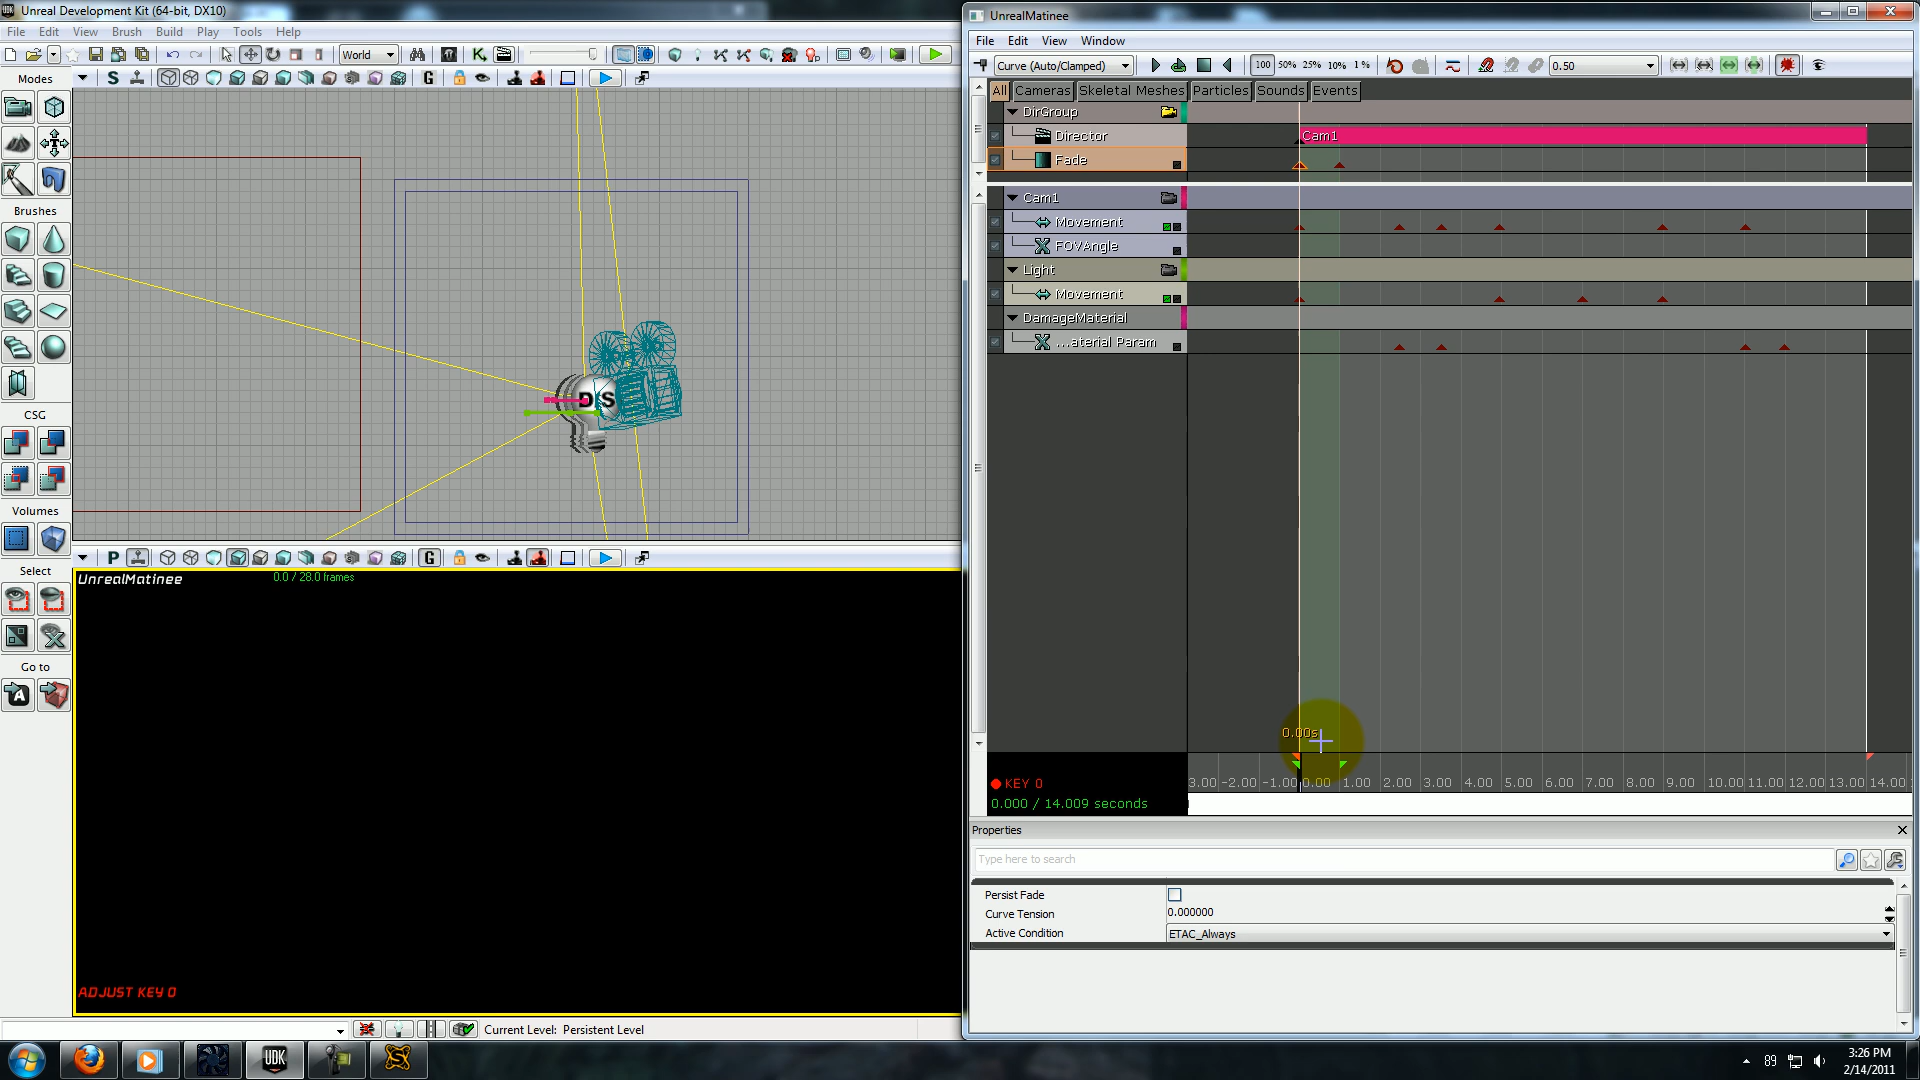 Unreal Development Kit (64-bit, DX10)
File Edit View Brush Build Play Tools Help
World
Modes
S
G
Brushes
CSG
Volumes
Select
Go to
DS
P
G
UnrealMatinee
0.0 / 28.0 frames
ADJUST KEY 0
Current Level: Persistent Level
UnrealMatinee
File Edit View Window
Curve (Auto/Clamped)
100 50% 25% 10% 1 %
0.50
All Cameras Skeletal Meshes Particles Sounds Events
DirGroup
Director
Cam1
Fade
Cam1
Movement
FOVAngle
Light
Movement
DamageMaterial
...aterial Param
0.00s
KEY 0
0.000 / 14.009 seconds
3.00 -2.00 -1.00 0.00 1.00 2.00 3.00 4.00 5.00 6.00 7.00 8.00 9.00 10.00 11.00 12.00 13.00 14.00
Properties
Type here to search
Persist Fade
Curve Tension 0.000000
Active Condition ETAC_Always
UDK
89
3:26 PM
2/14/2011